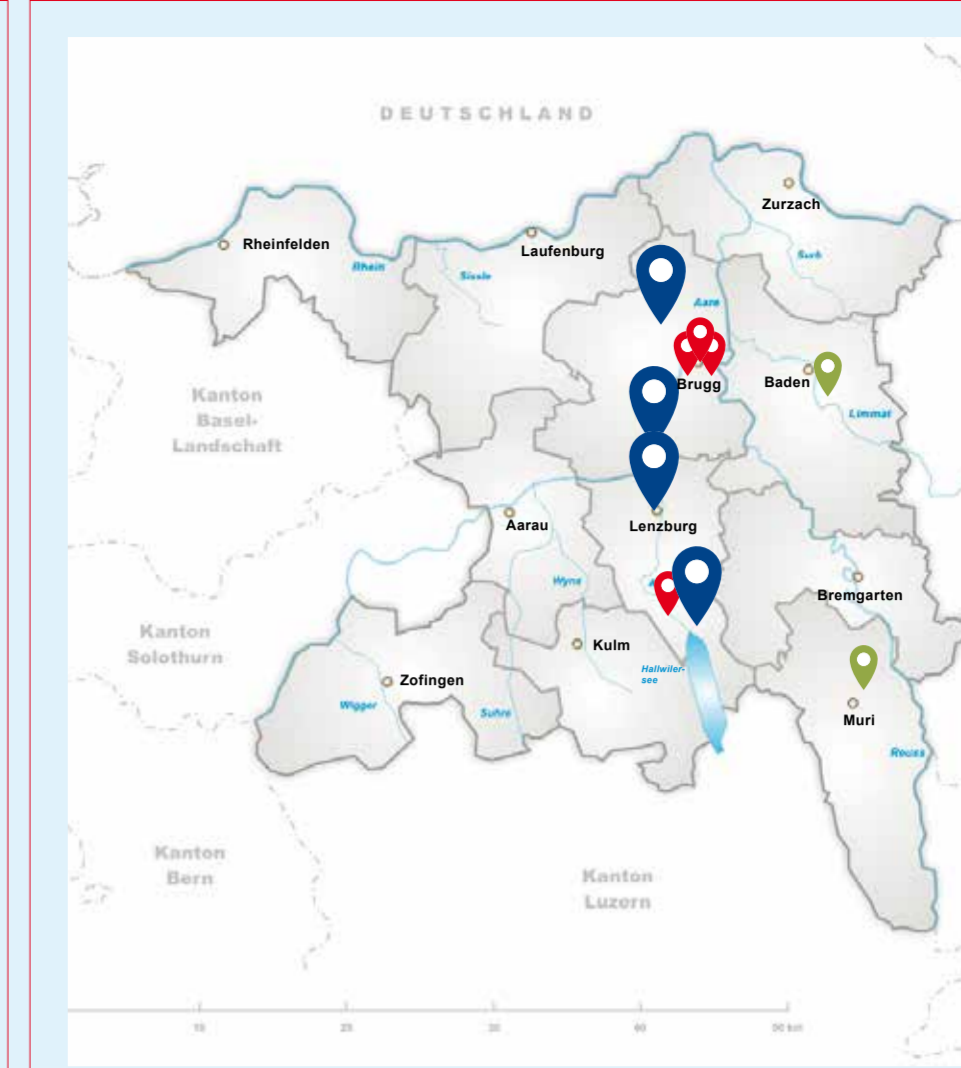 DEUTSCHLAND
Zurzach
Rheinfelden
Laufenburg
Rhein
Sissle
Surb
Aare
Kanton
Basel-
Landschaft
Brugg
Baden
Limmat
Aarau
Lenzburg
Wyna
Bremgarten
Kanton
Solothurn
Kulm
Hallwiler-
see
Zofingen
Wigger
Suhre
Muri
Reuss
Kanton
Bern
Kanton
Luzern